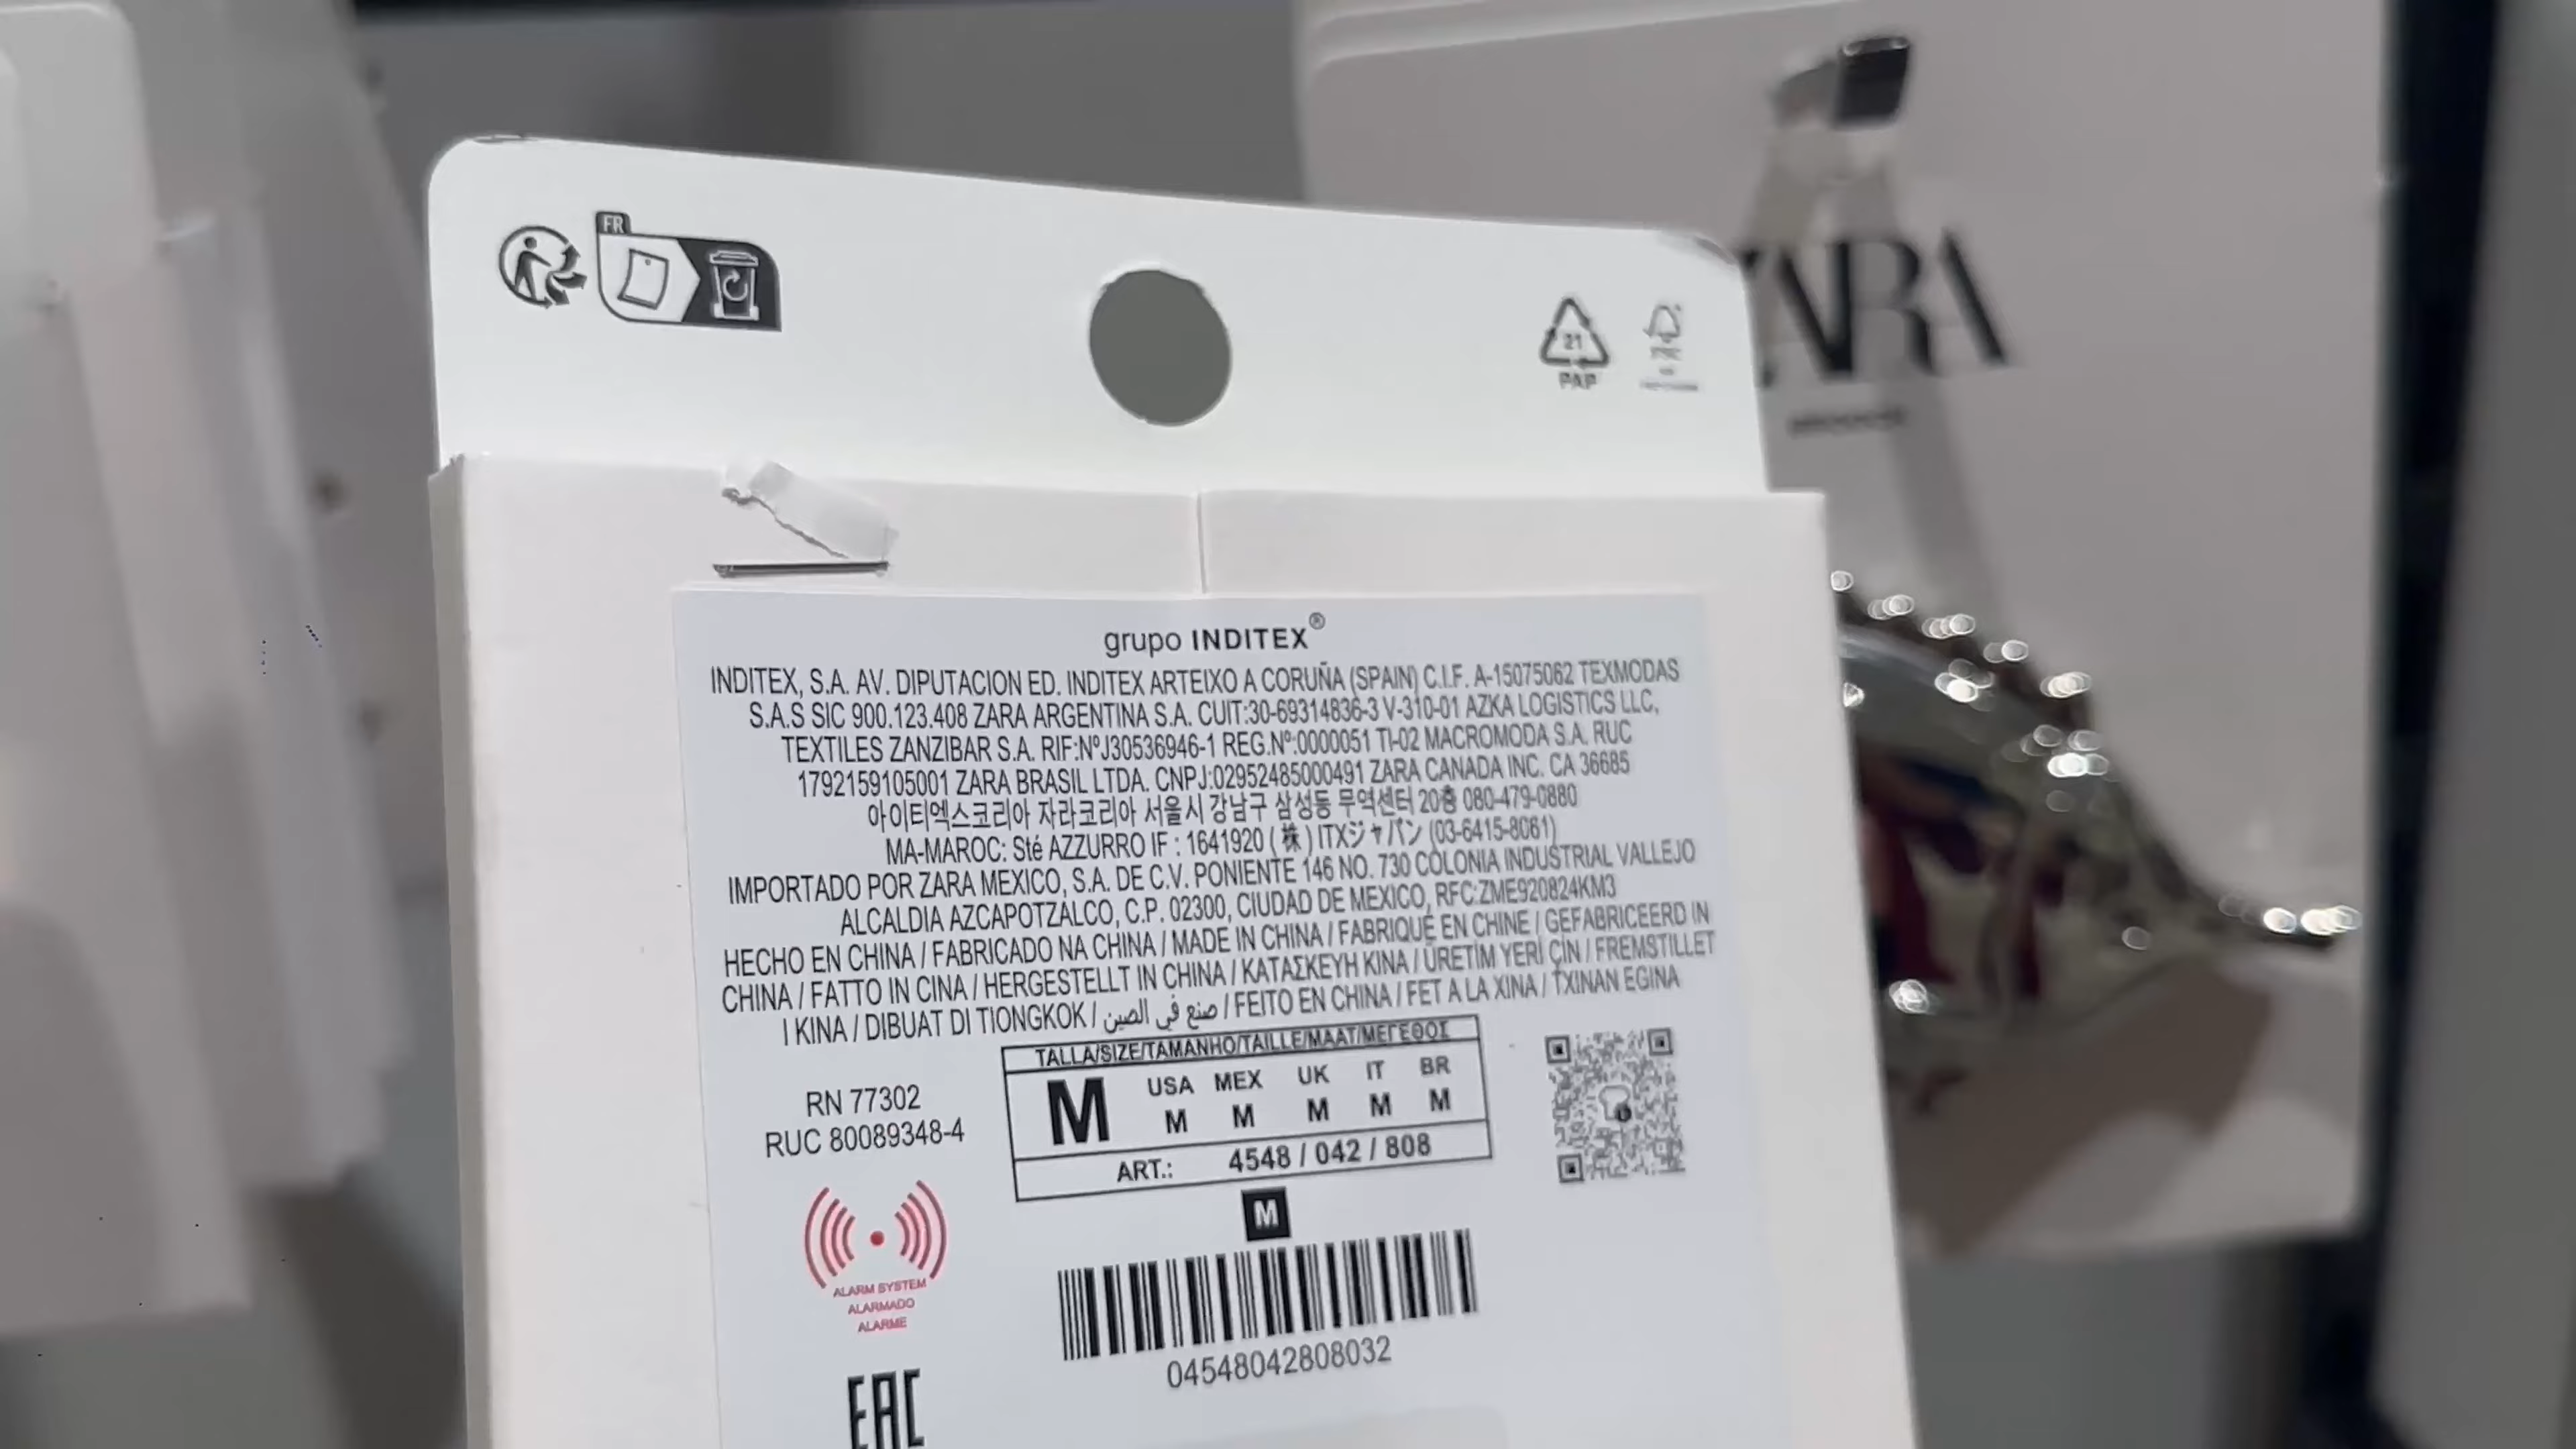 FR
21
PAP
ZARA
grupo INDITEX®
INDITEX, S.A. AV. DIPUTACION ED. INDITEX ARTEIXO A CORUÑA (SPAIN) C.I.F. A-15075062 TEXMODAS
S.A.S SIC 900.123.408 ZARA ARGENTINA S.A. CUIT:30-69314836-3 V-310-01 AZKA LOGISTICS LLC,
TEXTILES ZANZIBAR S.A. RIF:NºJ30536946-1 REG.Nº:0000051 TI-02 MACROMODA S.A. RUC
1792159105001 ZARA BRASIL LTDA. CNPJ:02952485000491 ZARA CANADA INC. CA 36685
아이티엑스코리아 자라코리아 서울시 강남구 삼성동 무역센터 20층 080-479-0880
MA-MAROC: Sté AZZURRO IF : 1641920 ( 株 ) ITXジャパン (03-6415-8061)
IMPORTADO POR ZARA MEXICO, S.A. DE C.V. PONIENTE 146 NO. 730 COLONIA INDUSTRIAL VALLEJO
ALCALDIA AZCAPOTZALCO, C.P. 02300, CIUDAD DE MEXICO, RFC:ZME920824KM3
HECHO EN CHINA / FABRICADO NA CHINA / MADE IN CHINA / FABRIQUÉ EN CHINE / GEFABRICEERD IN
CHINA / FATTO IN CINA / HERGESTELLT IN CHINA / ΚΑΤΑΣΚΕΥΗ ΚΙΝΑ / ÜRETİM YERİ ÇİN / FREMSTILLET
I KINA / DIBUAT DI TIONGKOK / صنع في الصين / FEITO EN CHINA / FET A LA XINA / TXINAN EGINA
TALLA/SIZE/TAMANHO/TAILLE/MAAT/ΜΕΓΕΘΟΣ
M USA MEX UK IT BR
M M M M M
ART.: 4548 / 042 / 808
RN 77302
RUC 80089348-4
M
ALARM SYSTEM
ALARMADO
ALARME
04548042808032
EAC